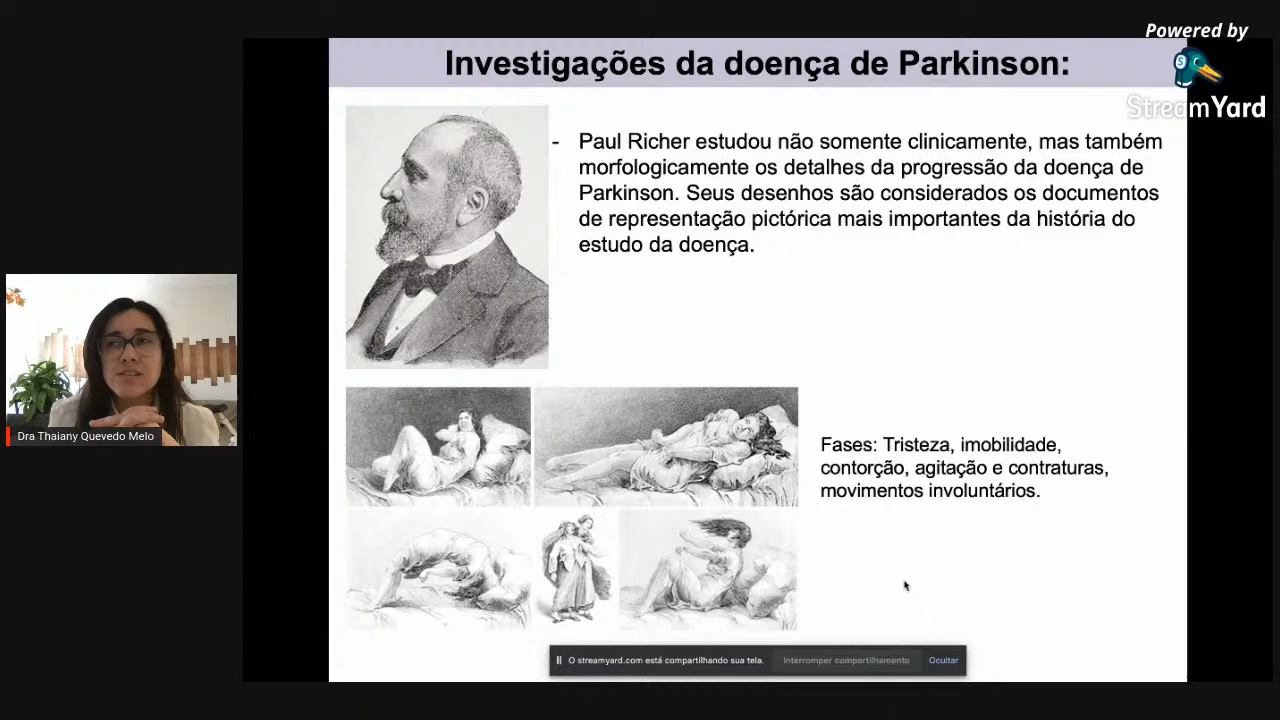 Powered by
StreamYard
Investigações da doença de Parkinson:
- Paul Richer estudou não somente clinicamente, mas também
morfologicamente os detalhes da progressão da doença de
Parkinson. Seus desenhos são considerados os documentos
de representação pictórica mais importantes da história do
estudo da doença.
Dra Thaiany Quevedo Melo
Fases: Tristeza, imobilidade,
contorção, agitação e contraturas,
movimentos involuntários.
O streamyard.com está compartilhando sua tela. Interromper compartilhamento Ocultar